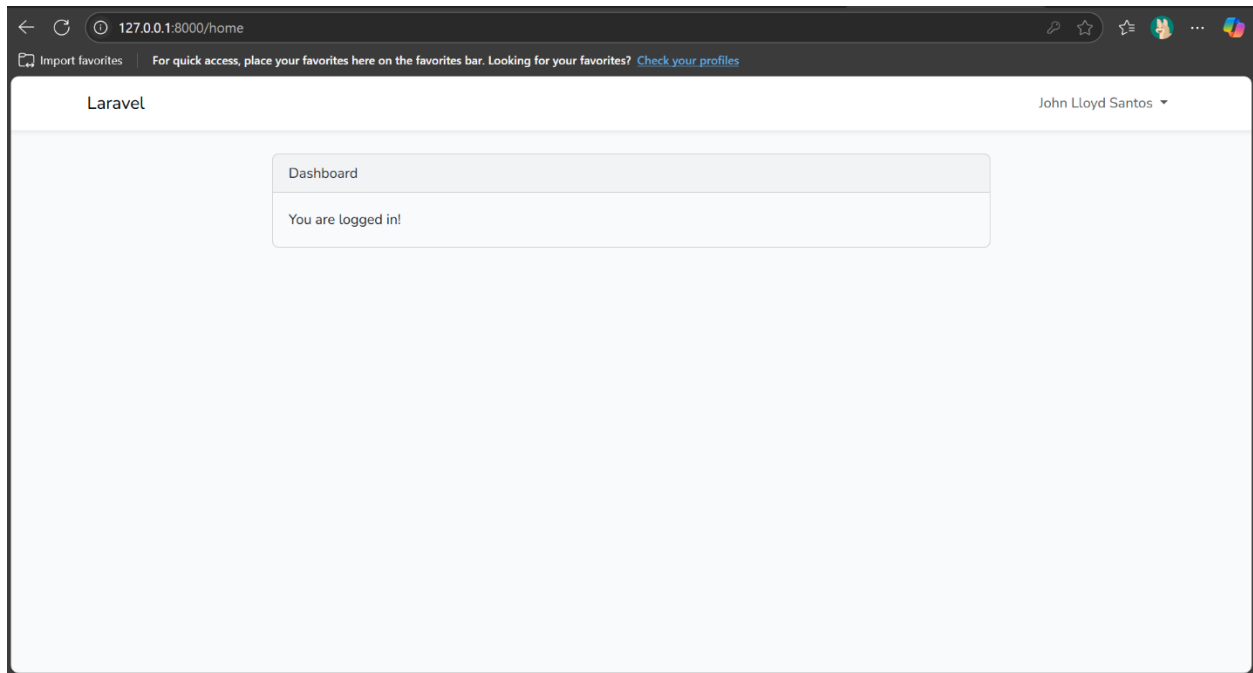 127.0.0.1:8000/home
Import favorites For quick access, place your favorites here on the favorites bar. Looking for your favorites? Check your profiles
Laravel John Lloyd Santos
Dashboard
You are logged in!